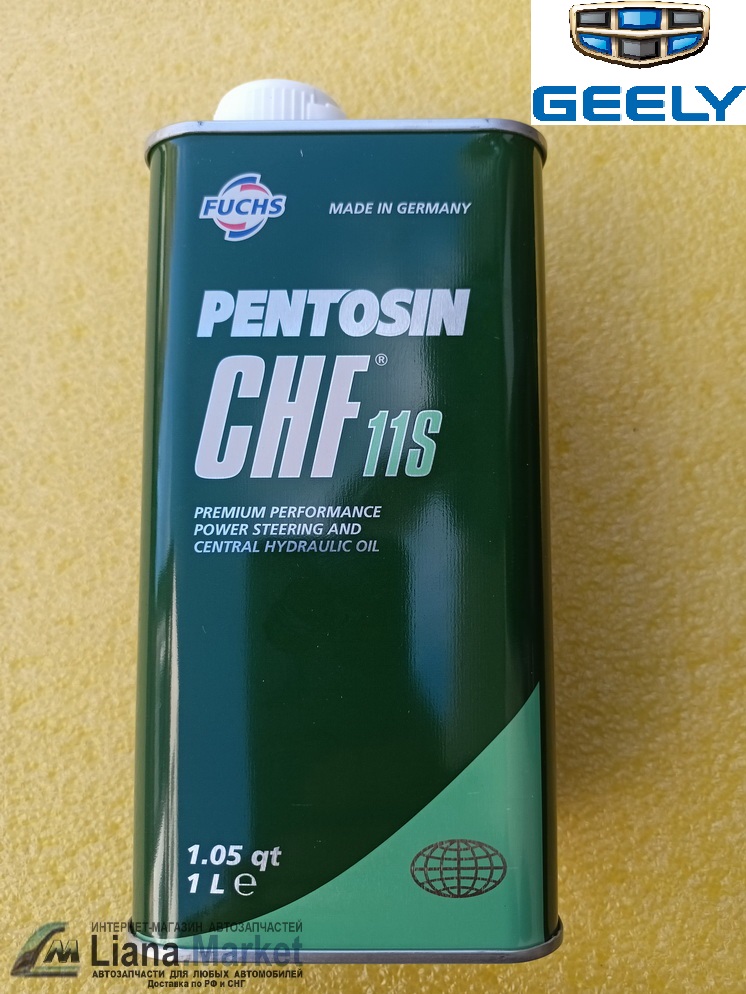 GEELY
FUCHS
MADE IN GERMANY
PENTOSIN
CHF® 11S
PREMIUM PERFORMANCE
POWER STEERING AND
CENTRAL HYDRAULIC OIL
1.05 qt
1 L ℮
ИНТЕРНЕТ-МАГАЗИН АВТОЗАПЧАСТЕЙ
Liana.Market
АВТОЗАПЧАСТИ ДЛЯ ЛЮБЫХ АВТОМОБИЛЕЙ
Доставка по РФ и СНГ